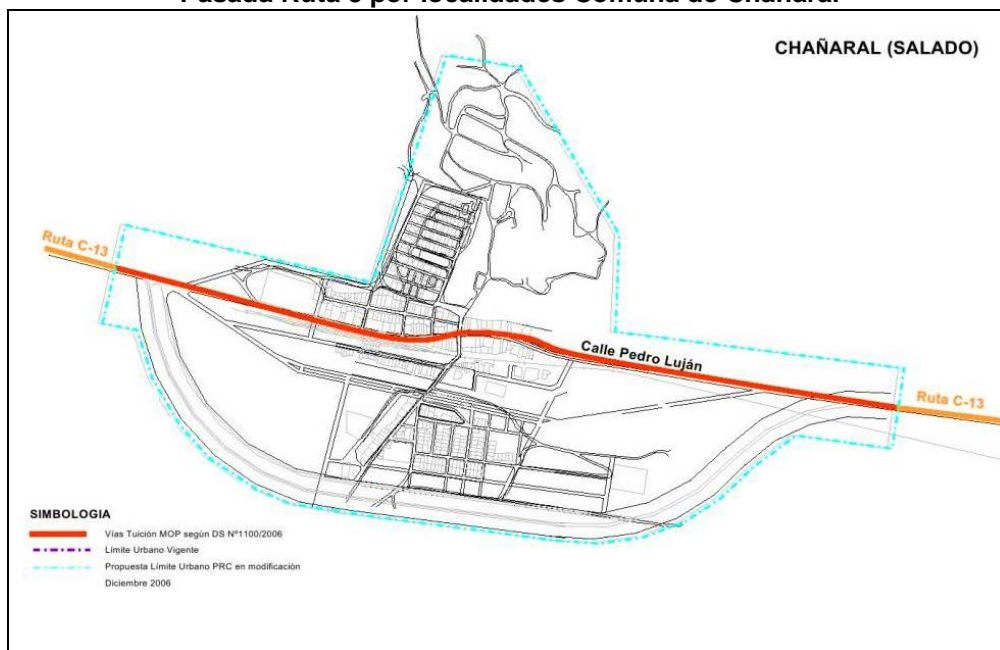 Pasada Ruta 5 por localidades Comuna de Chañaral
CHAÑARAL (SALADO)
Ruta C-13
Calle Pedro Luján
Ruta C-13
SIMBOLOGIA
Vías Tuición MOP según DS Nº1100/2006
Límite Urbano Vigente
Propuesta Límite Urbano PRC en modificación
Diciembre 2006